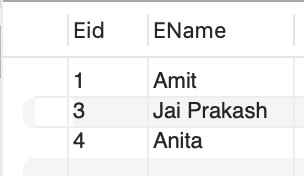 Eid EName
1 Amit
3 Jai Prakash
4 Anita